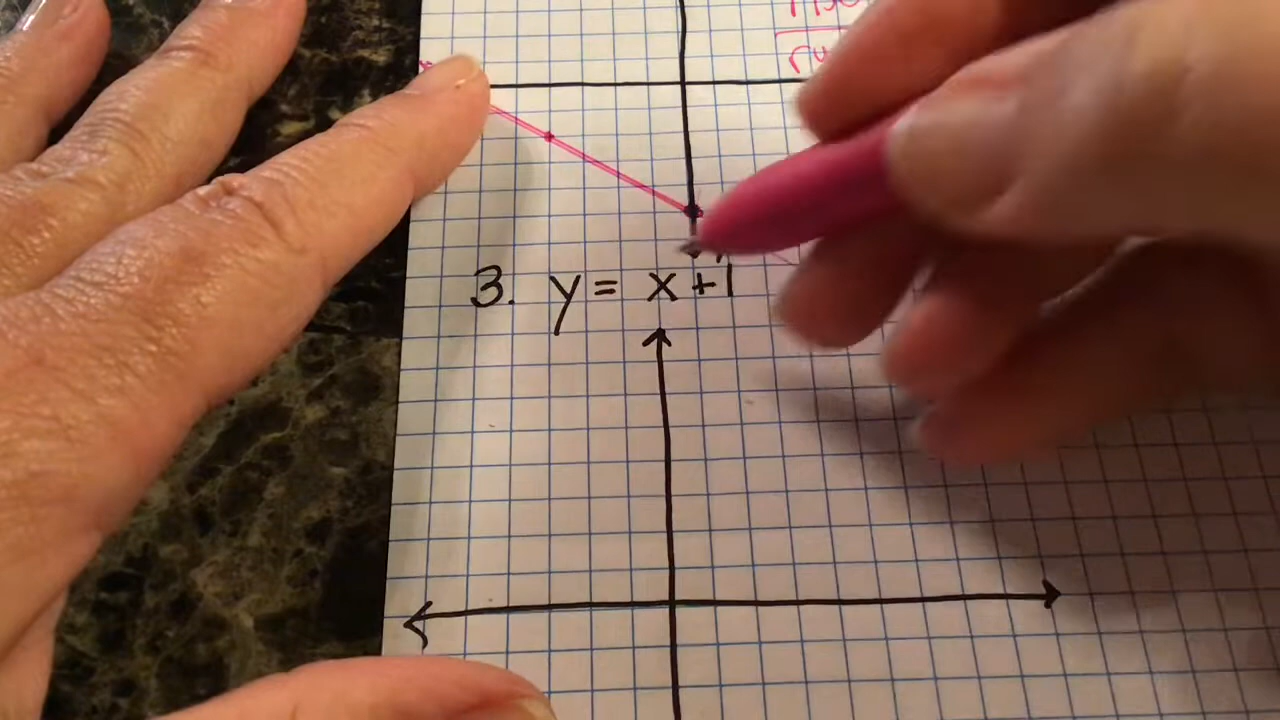 3. y = x + 1